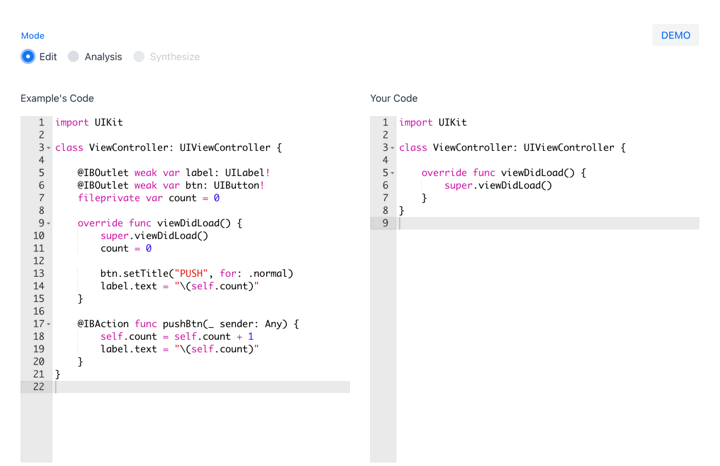 Mode
DEMO
Edit Analysis Synthesize
Example's Code
1 import UIKit
2
3 class ViewController: UIViewController {
4
5     @IBOutlet weak var label: UILabel!
6     @IBOutlet weak var btn: UIButton!
7     fileprivate var count = 0
8
9     override func viewDidLoad() {
10         super.viewDidLoad()
11         count = 0
12
13         btn.setTitle("PUSH", for: .normal)
14         label.text = "\(self.count)"
15     }
16
17     @IBAction func pushBtn(_ sender: Any) {
18         self.count = self.count + 1
19         label.text = "\(self.count)"
20     }
21 }
22
Your Code
1 import UIKit
2
3 class ViewController: UIViewController {
4
5     override func viewDidLoad() {
6         super.viewDidLoad()
7     }
8 }
9